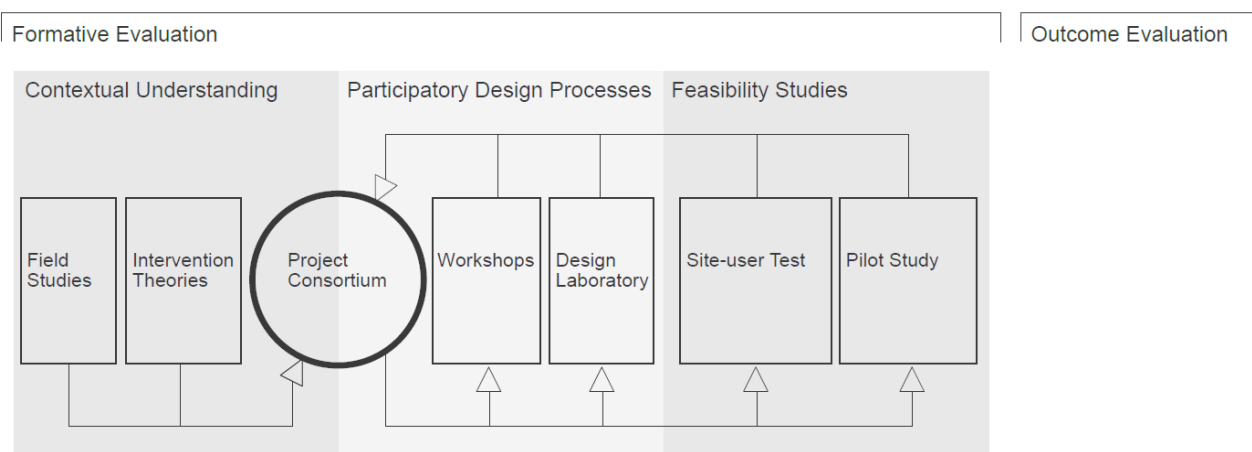 Formative Evaluation
Outcome Evaluation
Contextual Understanding
Participatory Design Processes
Feasibility Studies
Field
Studies
Intervention
Theories
Project
Consortium
Workshops
Design
Laboratory
Site-user Test
Pilot Study